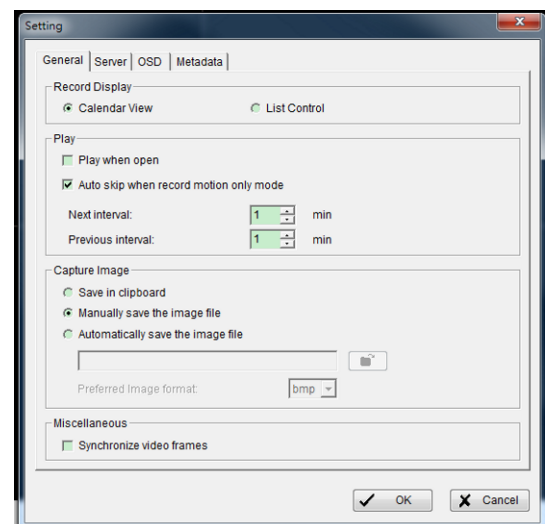 Setting
General Server OSD Metadata
Record Display
Calendar View List Control
Play
Play when open
Auto skip when record motion only mode
Next interval: 1 min
Previous interval: 1 min
Capture Image
Save in clipboard
Manually save the image file
Automatically save the image file
Preferred Image format: bmp
Miscellaneous
Synchronize video frames
OK Cancel